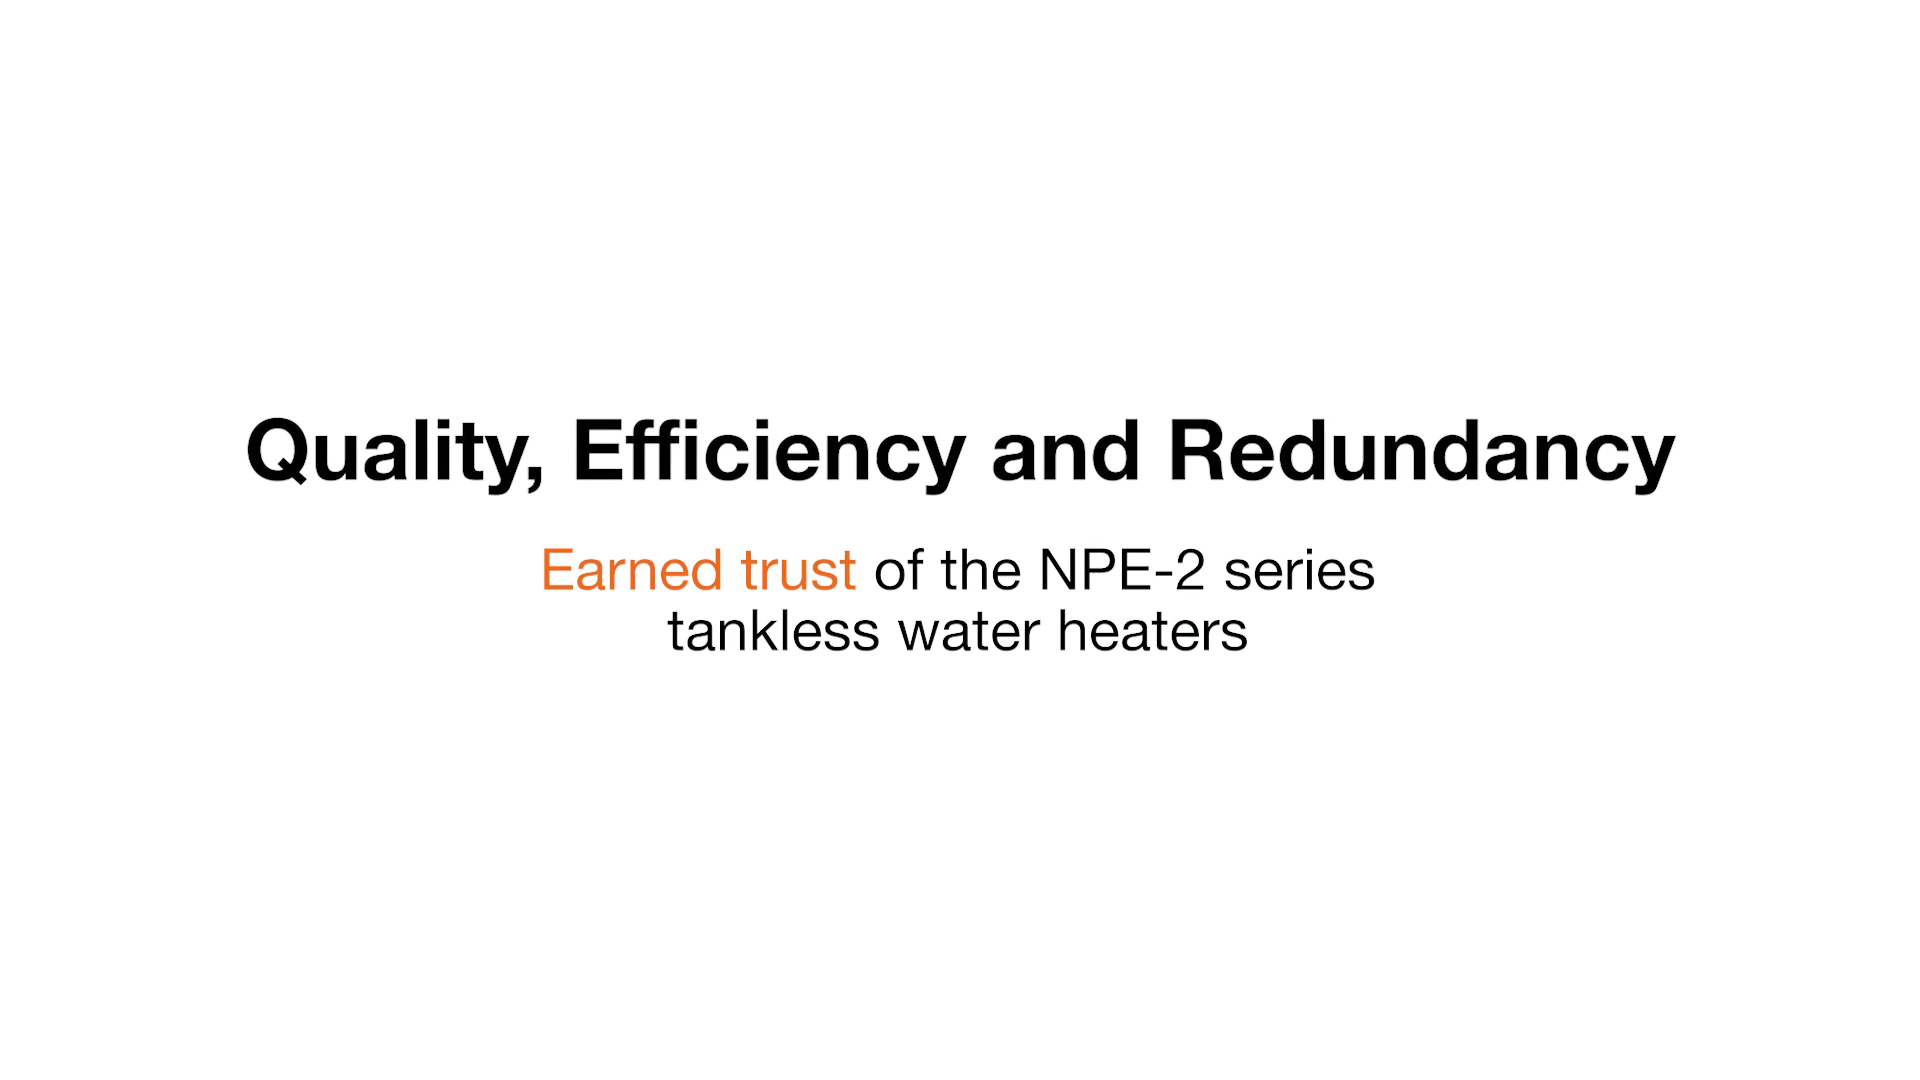 Quality, Efficiency and Redundancy
Earned trust of the NPE-2 series
tankless water heaters